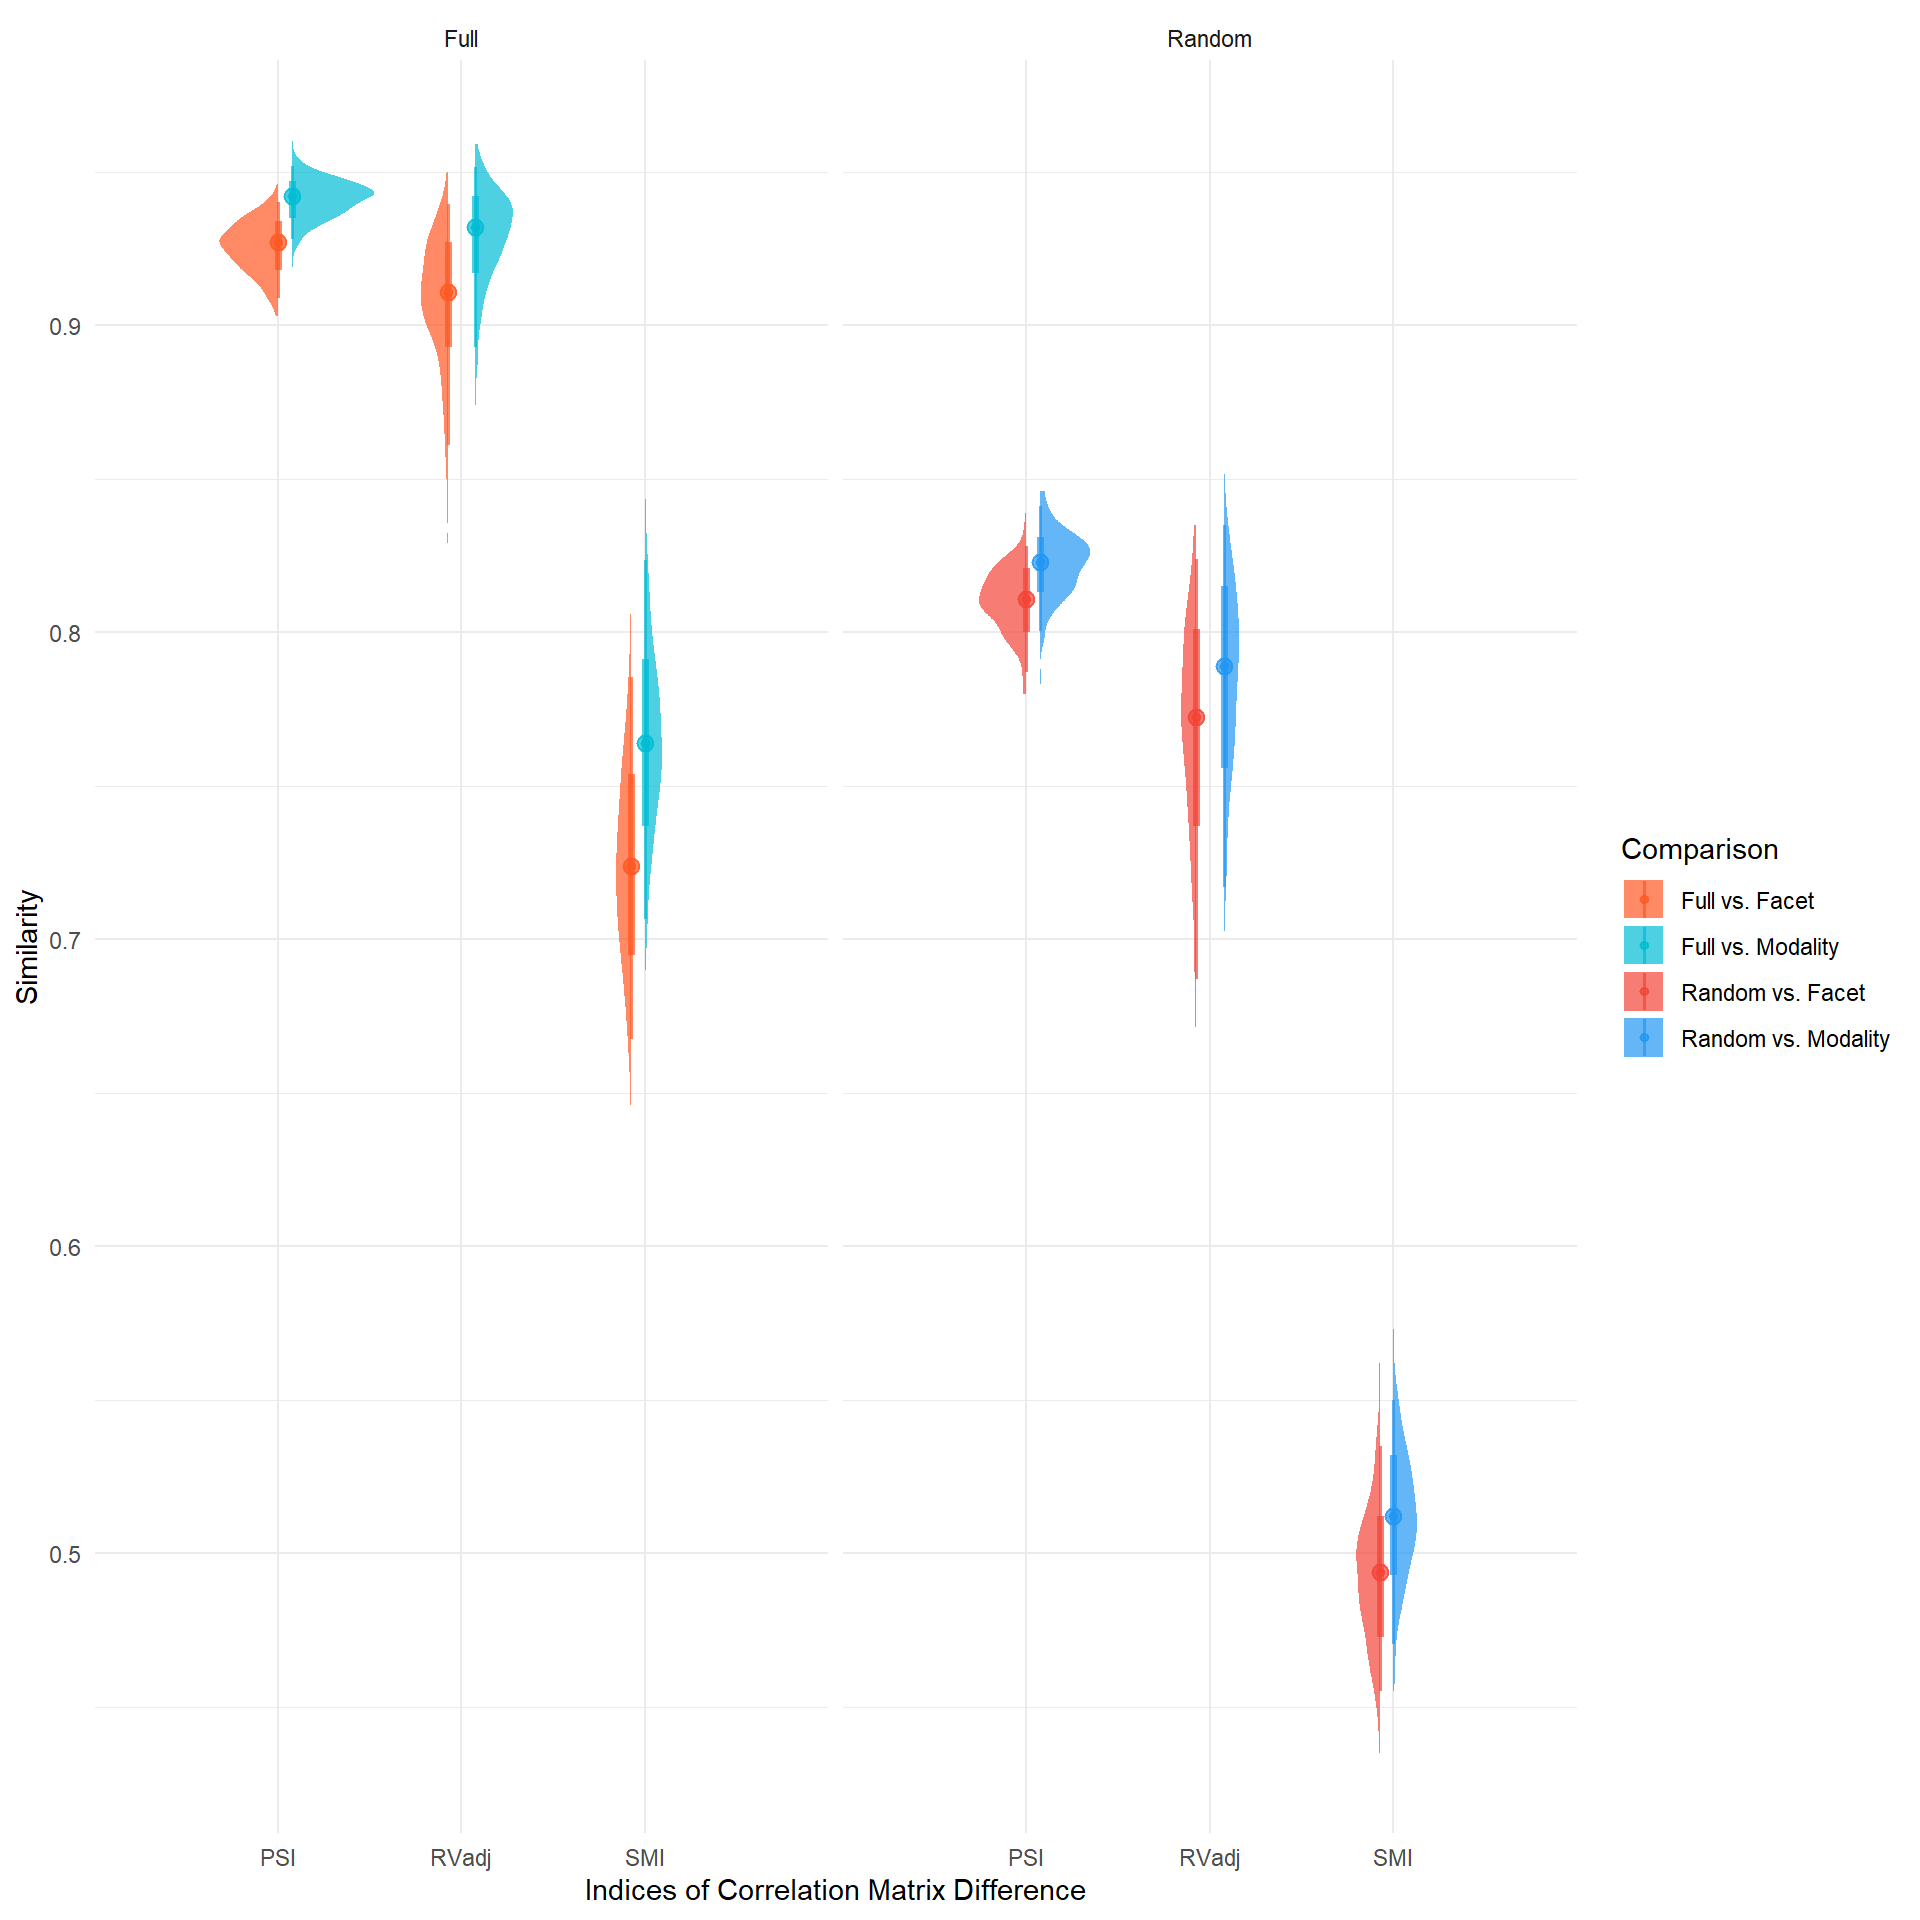 Full
Random
0.9
0.8
0.7
0.6
0.5
Similarity
PSI
RVadj
SMI
PSI
RVadj
SMI
Indices of Correlation Matrix Difference
Comparison
Full vs. Facet
Full vs. Modality
Random vs. Facet
Random vs. Modality